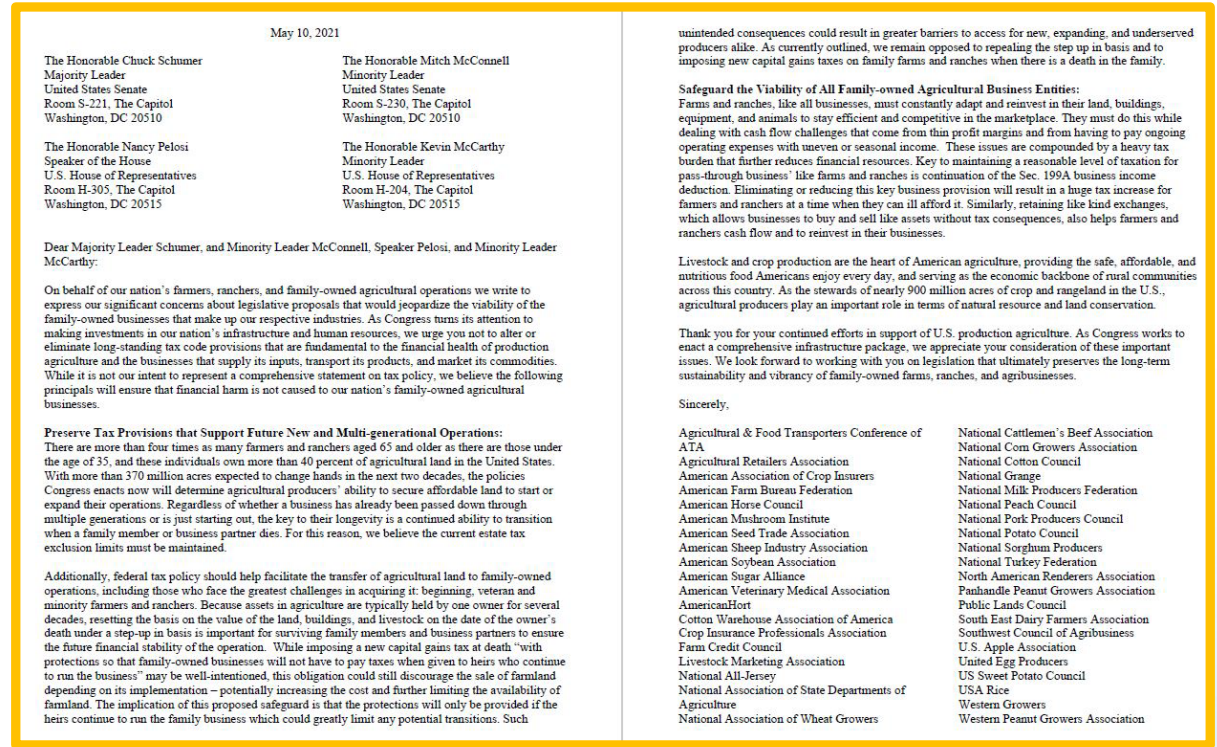 May 10, 2021
The Honorable Chuck Schumer
Majority Leader
United States Senate
Room S-221, The Capitol
Washington, DC 20510
The Honorable Mitch McConnell
Minority Leader
United States Senate
Room S-230, The Capitol
Washington, DC 20510
The Honorable Nancy Pelosi
Speaker of the House
U.S. House of Representatives
Room H-305, The Capitol
Washington, DC 20515
The Honorable Kevin McCarthy
Minority Leader
U.S. House of Representatives
Room H-204, The Capitol
Washington, DC 20515
Dear Majority Leader Schumer, and Minority Leader McConnell, Speaker Pelosi, and Minority Leader
McCarthy:
On behalf of our nation's farmers, ranchers, and family-owned agricultural operations we write to
express our significant concerns about legislative proposals that would jeopardize the viability of the
family-owned businesses that make up our respective industries. As Congress turns its attention to
making investments in our nation's infrastructure and human resources, we urge you not to alter or
eliminate long-standing tax code provisions that are fundamental to the financial health of production
agriculture and the businesses that supply its inputs, transport its products, and market its commodities.
While it is not our intent to represent a comprehensive statement on tax policy, we believe the following
principals will ensure that financial harm is not caused to our nation's family-owned agricultural
businesses.
Preserve Tax Provisions that Support Future New and Multi-generational Operations:
There are more than four times as many farmers and ranchers aged 65 and older as there are those under
the age of 35, and these individuals own more than 40 percent of agricultural land in the United States.
With more than 370 million acres expected to change hands in the next two decades, the policies
Congress enacts now will determine agricultural producers' ability to secure affordable land to start or
expand their operations. Regardless of whether a business has already been passed down through
multiple generations or is just starting out, the key to their longevity is a continued ability to transition
when a family member or business partner dies. For this reason, we believe the current estate tax
exclusion limits must be maintained.
Additionally, federal tax policy should help facilitate the transfer of agricultural land to family-owned
operations, including those who face the greatest challenges in acquiring it: beginning, veteran and
minority farmers and ranchers. Because assets in agriculture are typically held by one owner for several
decades, resetting the basis on the value of the land, buildings, and livestock on the date of the owner's
death under a step-up in basis is important for surviving family members and business partners to ensure
the future financial stability of the operation. While imposing a new capital gains tax at death "with
protections so that family-owned businesses will not have to pay taxes when given to heirs who continue
to run the business" may be well-intentioned, this obligation could still discourage the sale of farmland
depending on its implementation – potentially increasing the cost and further limiting the availability of
farmland. The implication of this proposed safeguard is that the protections will only be provided if the
heirs continue to run the family business which could greatly limit any potential transitions. Such
unintended consequences could result in greater barriers to access for new, expanding, and underserved
producers alike. As currently outlined, we remain opposed to repealing the step up in basis and to
imposing new capital gains taxes on family farms and ranches when there is a death in the family.
Safeguard the Viability of All Family-owned Agricultural Business Entities:
Farms and ranches, like all businesses, must constantly adapt and reinvest in their land, buildings,
equipment, and animals to stay efficient and competitive in the marketplace. They must do this while
dealing with cash flow challenges that come from thin profit margins and from having to pay ongoing
operating expenses with uneven or seasonal income. These issues are compounded by a heavy tax
burden that further reduces financial resources. Key to maintaining a reasonable level of taxation for
pass-through business' like farms and ranches is continuation of the Sec. 199A business income
deduction. Eliminating or reducing this key business provision will result in a huge tax increase for
farmers and ranchers at a time when they can ill afford it. Similarly, retaining like kind exchanges,
which allows businesses to buy and sell like assets without tax consequences, also helps farmers and
ranchers cash flow and to reinvest in their businesses.
Livestock and crop production are the heart of American agriculture, providing the safe, affordable, and
nutritious food Americans enjoy every day, and serving as the economic backbone of rural communities
across this country. As the stewards of nearly 900 million acres of crop and rangeland in the U.S.,
agricultural producers play an important role in terms of natural resource and land conservation.
Thank you for your continued efforts in support of U.S. production agriculture. As Congress works to
enact a comprehensive infrastructure package, we appreciate your consideration of these important
issues. We look forward to working with you on legislation that ultimately preserves the long-term
sustainability and vibrancy of family-owned farms, ranches, and agribusinesses.
Sincerely,
Agricultural & Food Transporters Conference of
ATA
Agricultural Retailers Association
American Association of Crop Insurers
American Farm Bureau Federation
American Horse Council
American Mushroom Institute
American Seed Trade Association
American Sheep Industry Association
American Soybean Association
American Sugar Alliance
American Veterinary Medical Association
AmericanHort
Cotton Warehouse Association of America
Crop Insurance Professionals Association
Farm Credit Council
Livestock Marketing Association
National All-Jersey
National Association of State Departments of
Agriculture
National Association of Wheat Growers
National Cattlemen's Beef Association
National Corn Growers Association
National Cotton Council
National Grange
National Milk Producers Federation
National Peach Council
National Pork Producers Council
National Potato Council
National Sorghum Producers
National Turkey Federation
North American Renderers Association
Panhandle Peanut Growers Association
Public Lands Council
South East Dairy Farmers Association
Southwest Council of Agribusiness
U.S. Apple Association
United Egg Producers
US Sweet Potato Council
USA Rice
Western Growers
Western Peanut Growers Association